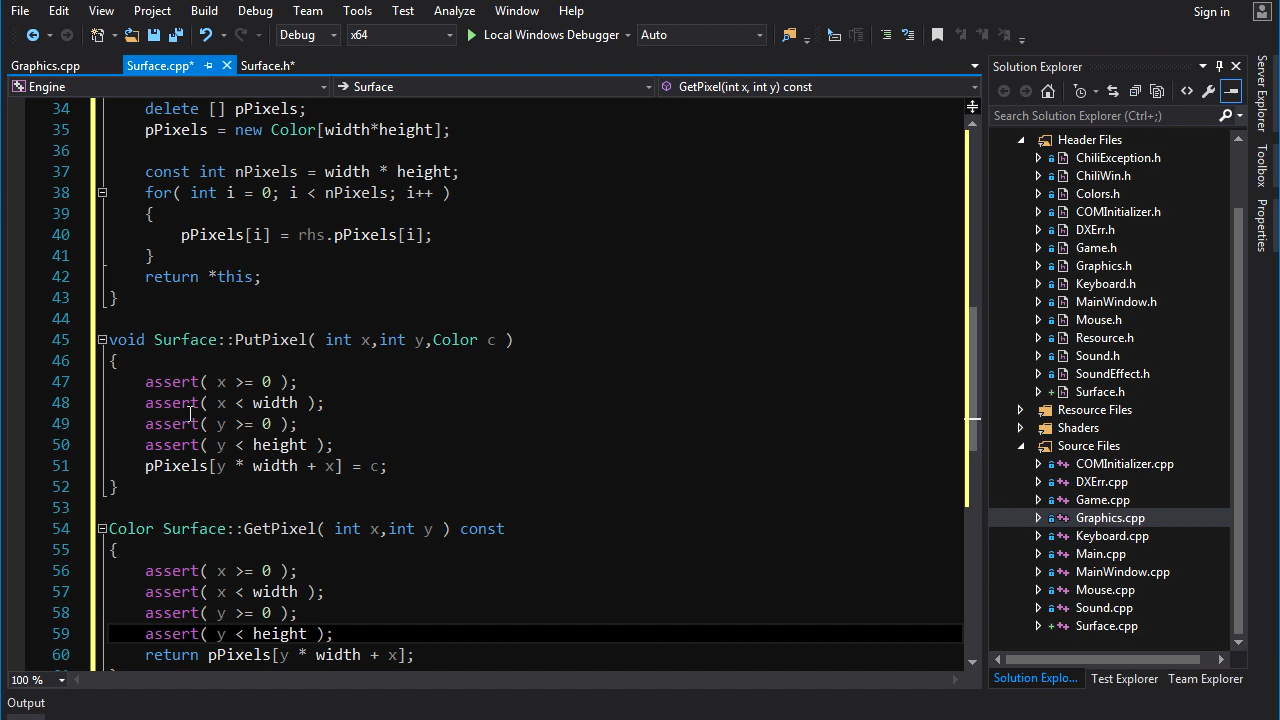 File Edit View Project Build Debug Team Tools Test Analyze Window Help Sign in
Debug x64 Local Windows Debugger Auto
Graphics.cpp Surface.cpp* Surface.h*
Engine Surface GetPixel(int x, int y) const
34 delete [] pPixels;
35 pPixels = new Color[width*height];
36
37 const int nPixels = width * height;
38 for( int i = 0; i < nPixels; i++ )
39 {
40 pPixels[i] = rhs.pPixels[i];
41 }
42 return *this;
43 }
44
45 void Surface::PutPixel( int x,int y,Color c )
46 {
47 assert( x >= 0 );
48 assert( x < width );
49 assert( y >= 0 );
50 assert( y < height );
51 pPixels[y * width + x] = c;
52 }
53
54 Color Surface::GetPixel( int x,int y ) const
55 {
56 assert( x >= 0 );
57 assert( x < width );
58 assert( y >= 0 );
59 assert( y < height );
60 return pPixels[y * width + x];
100 %
Output
Solution Explorer
Search Solution Explorer (Ctrl+;)
Header Files
ChiliException.h
ChiliWin.h
Colors.h
COMInitializer.h
DXErr.h
Game.h
Graphics.h
Keyboard.h
MainWindow.h
Mouse.h
Resource.h
Sound.h
SoundEffect.h
Surface.h
Resource Files
Shaders
Source Files
COMInitializer.cpp
DXErr.cpp
Game.cpp
Graphics.cpp
Keyboard.cpp
Main.cpp
MainWindow.cpp
Mouse.cpp
Sound.cpp
Surface.cpp
Solution Explo... Test Explorer Team Explorer
Server Explorer
Toolbox
Properties